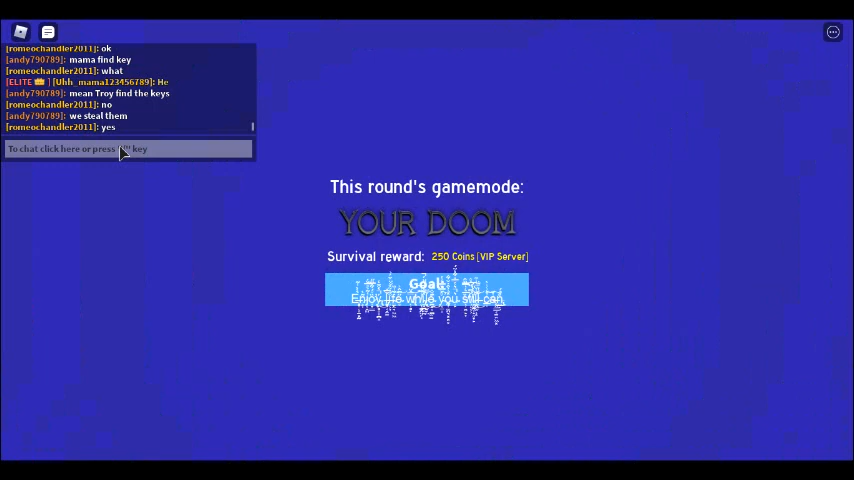 [romeochandler2011]: ok
[andy790789]: mama find key
[romeochandler2011]: what
[ELITE 👑] [Uhh_mama123456789]: He
[andy790789]: mean Troy find the keys
[romeochandler2011]: no
[andy790789]: we steal them
[romeochandler2011]: yes
To chat click here or press key
This round's gamemode:
YOUR DOOM
Survival reward: 250 Coins [VIP Server]
Goal:
Enjoy life while you still can